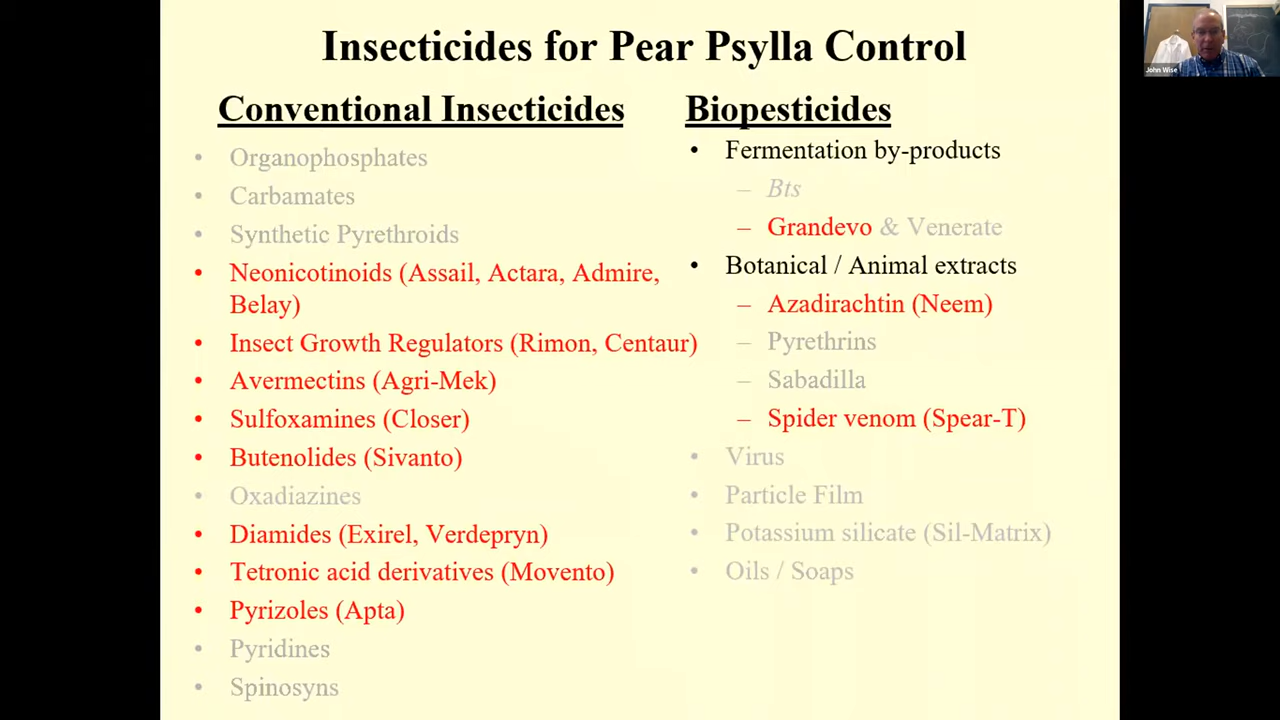 Insecticides for Pear Psylla Control
Conventional Insecticides
• Organophosphates
• Carbamates
• Synthetic Pyrethroids
• Neonicotinoids (Assail, Actara, Admire,
Belay)
• Insect Growth Regulators (Rimon, Centaur)
• Avermectins (Agri-Mek)
• Sulfoxamines (Closer)
• Butenolides (Sivanto)
• Oxadiazines
• Diamides (Exirel, Verdepryn)
• Tetronic acid derivatives (Movento)
• Pyrizoles (Apta)
• Pyridines
• Spinosyns
Biopesticides
• Fermentation by-products
– Bts
– Grandevo & Venerate
• Botanical / Animal extracts
– Azadirachtin (Neem)
– Pyrethrins
– Sabadilla
– Spider venom (Spear-T)
• Virus
• Particle Film
• Potassium silicate (Sil-Matrix)
• Oils / Soaps
John Wise